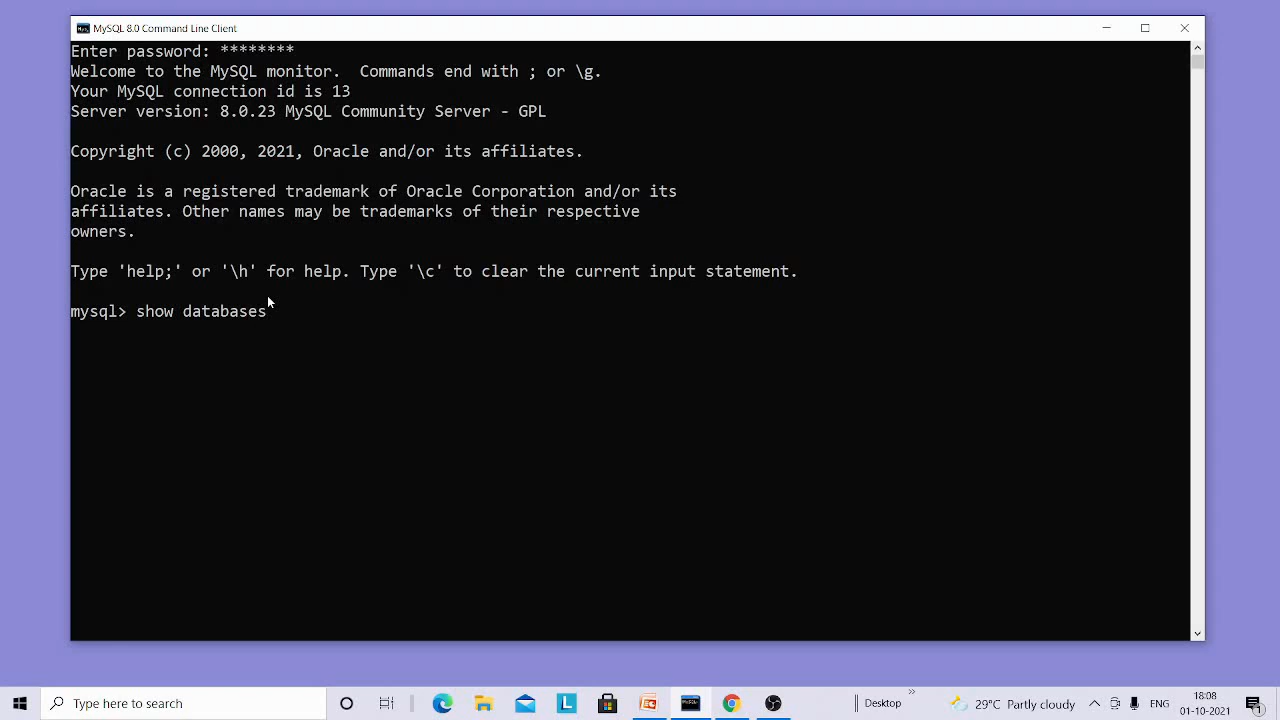 MySQL 8.0 Command Line Client
Enter password: ********
Welcome to the MySQL monitor.  Commands end with ; or \g.
Your MySQL connection id is 13
Server version: 8.0.23 MySQL Community Server - GPL
Copyright (c) 2000, 2021, Oracle and/or its affiliates.
Oracle is a registered trademark of Oracle Corporation and/or its
affiliates. Other names may be trademarks of their respective
owners.
Type 'help;' or '\h' for help. Type '\c' to clear the current input statement.
mysql> show databases
Type here to search
Desktop
29°C Partly cloudy
ENG
18:08
01-10-2021